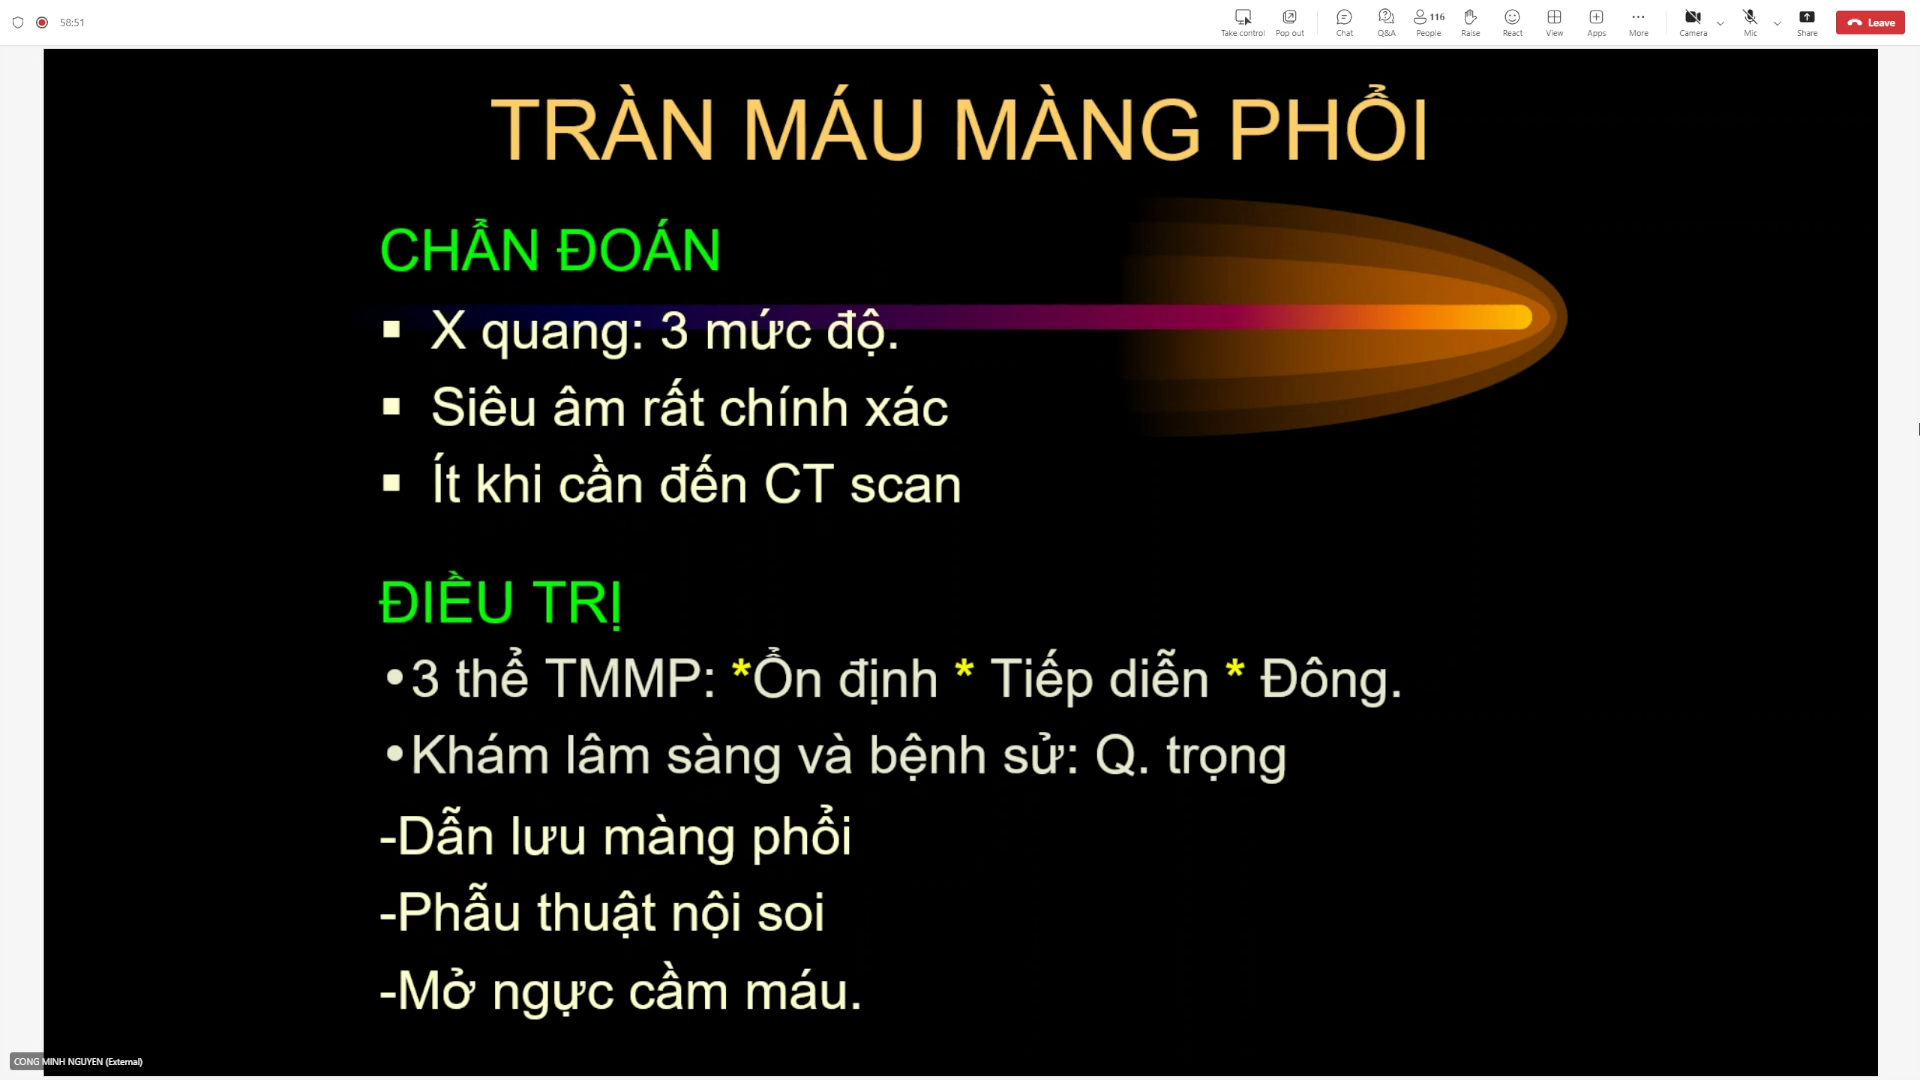 58:51
Take control
Pop out
Chat
Q&A
116
People
Raise
React
View
Apps
More
Camera
Mic
Share
Leave
TRÀN MÁU MÀNG PHỔI
CHẨN ĐOÁN
▪ X quang: 3 mức độ.
▪ Siêu âm rất chính xác
▪ Ít khi cần đến CT scan
ĐIỀU TRỊ
•3 thể TMMP: *Ổn định * Tiếp diễn * Đông.
•Khám lâm sàng và bệnh sử: Q. trọng
-Dẫn lưu màng phổi
-Phẫu thuật nội soi
-Mở ngực cầm máu.
CONG MINH NGUYEN (External)